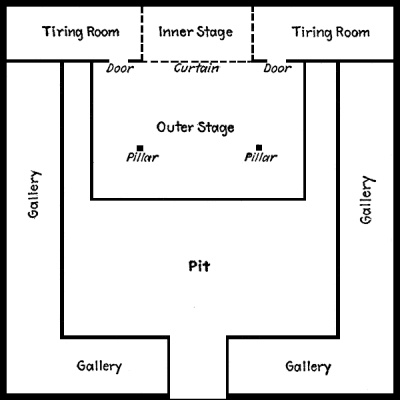 Tiring Room
Inner Stage
Tiring Room
Door
Curtain
Door
Outer Stage
Pillar
Pillar
Gallery
Gallery
Pit
Gallery
Gallery